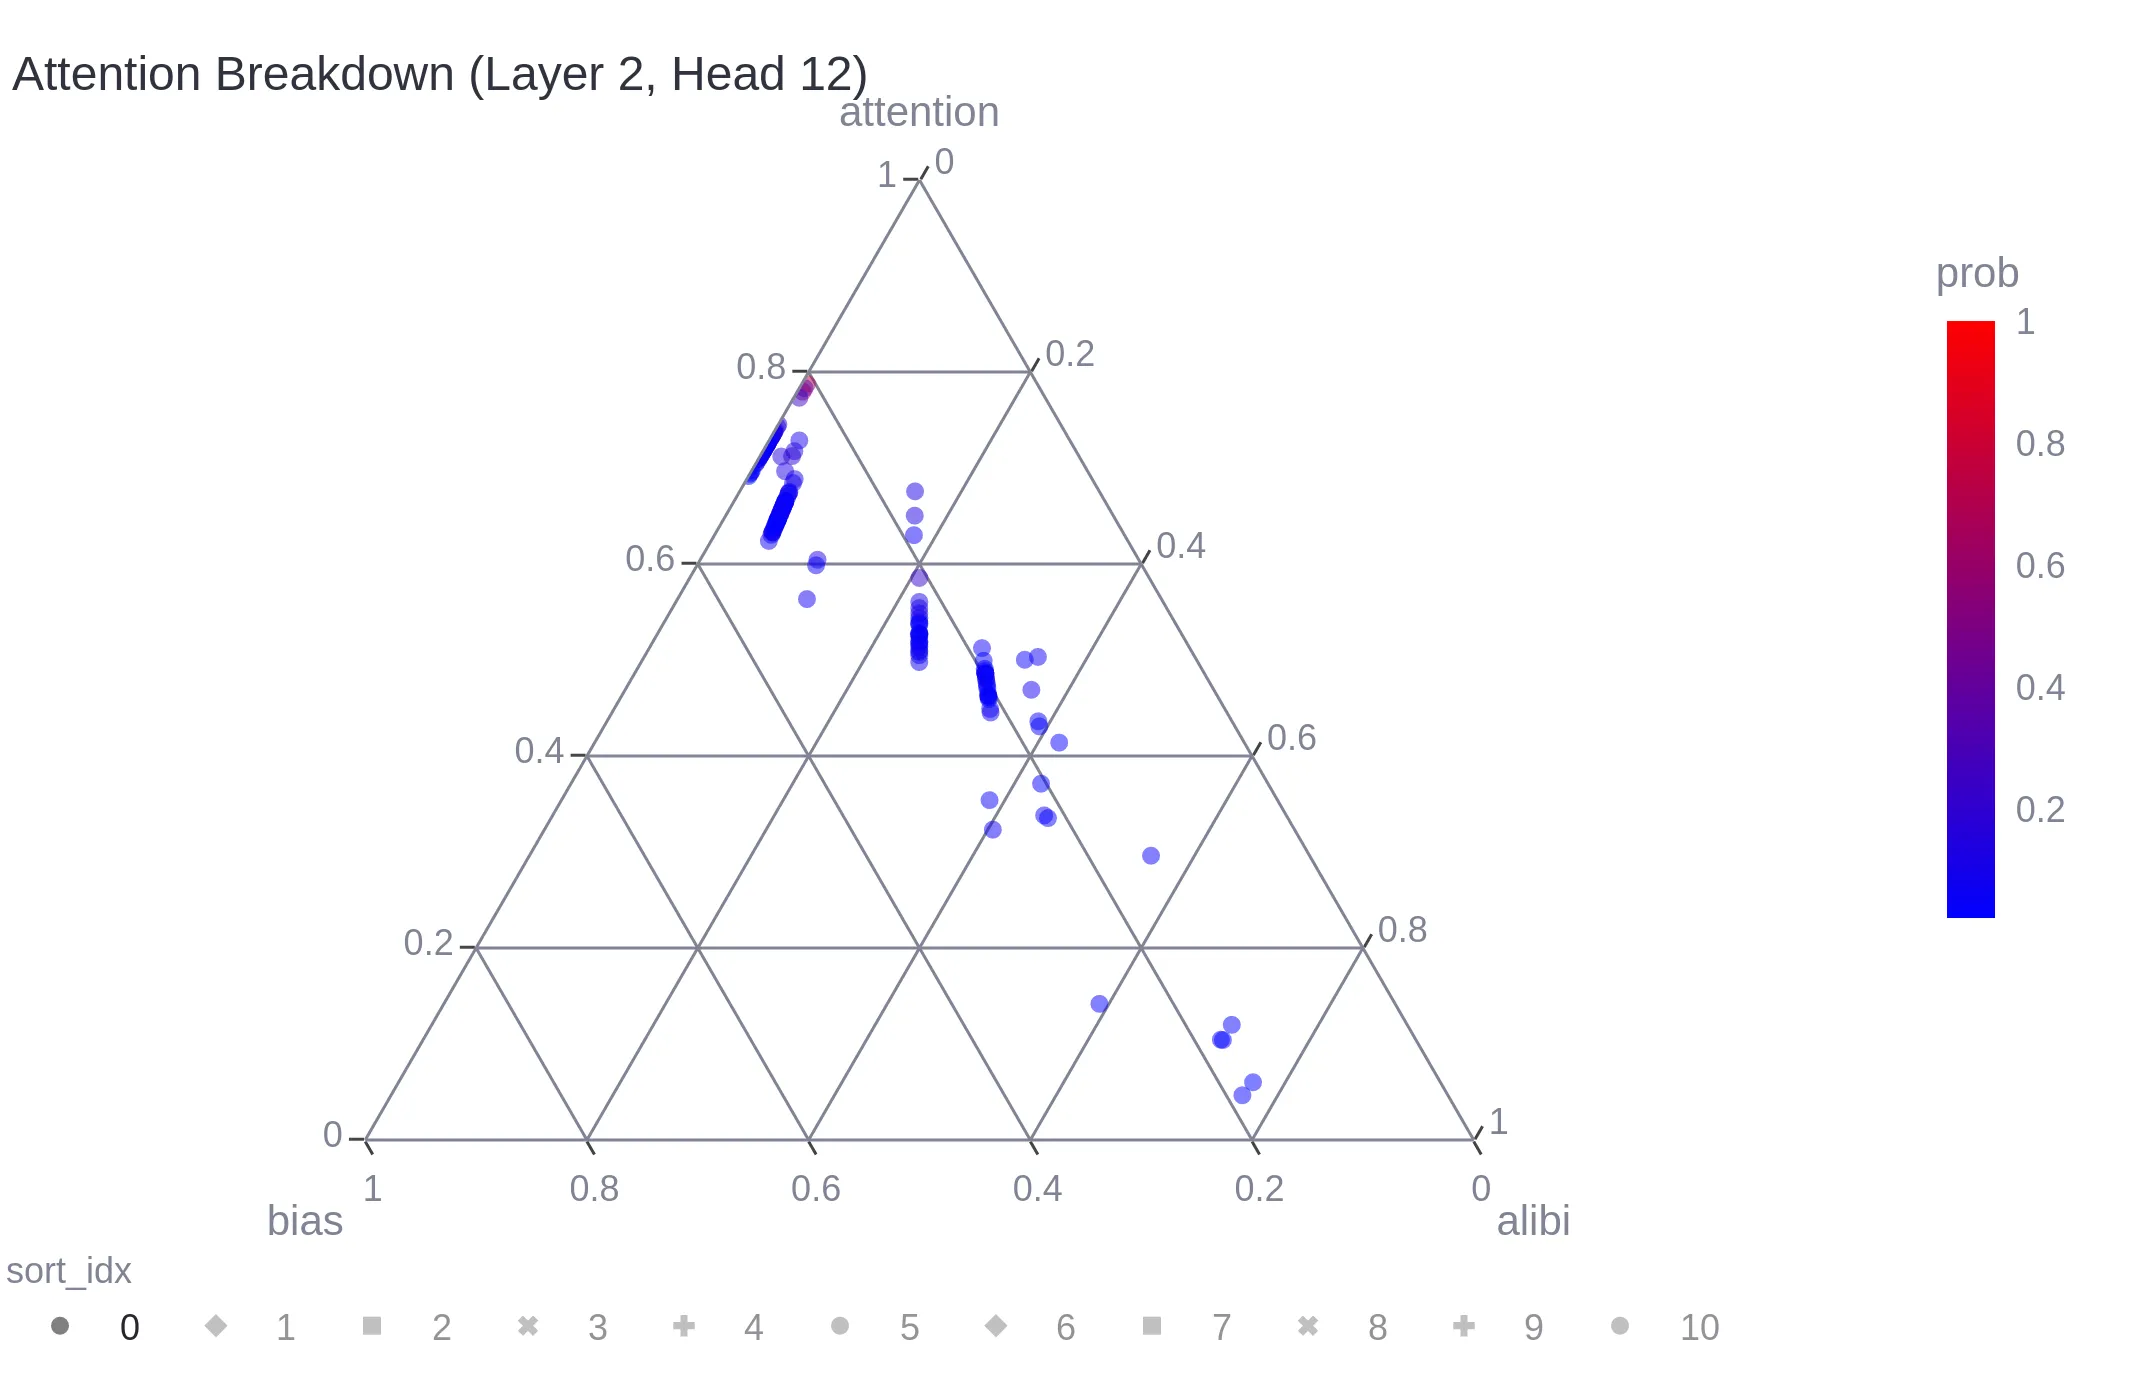 Attention Breakdown (Layer 2, Head 12)
attention
1 0
prob
1
0.8 0.2
0.8
0.6 0.4
0.6
0.4 0.6
0.4
0.2 0.8
0.2
0 1
1 0.8 0.6 0.4 0.2 0
bias alibi
sort_idx
0 1 2 3 4 5 6 7 8 9 10